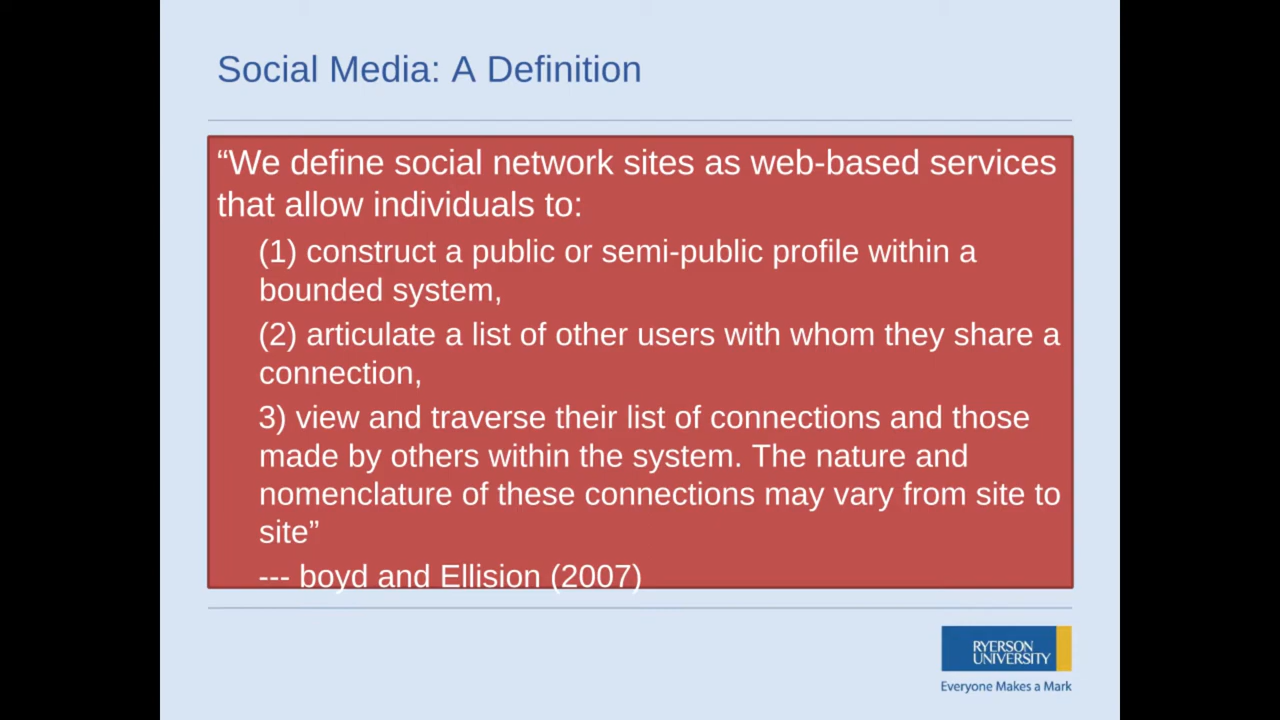 Social Media: A Definition
“We define social network sites as web-based services
that allow individuals to:
(1) construct a public or semi-public profile within a
bounded system,
(2) articulate a list of other users with whom they share a
connection,
3) view and traverse their list of connections and those
made by others within the system. The nature and
nomenclature of these connections may vary from site to
site”
--- boyd and Ellision (2007)
RYERSON
UNIVERSITY
Everyone Makes a Mark